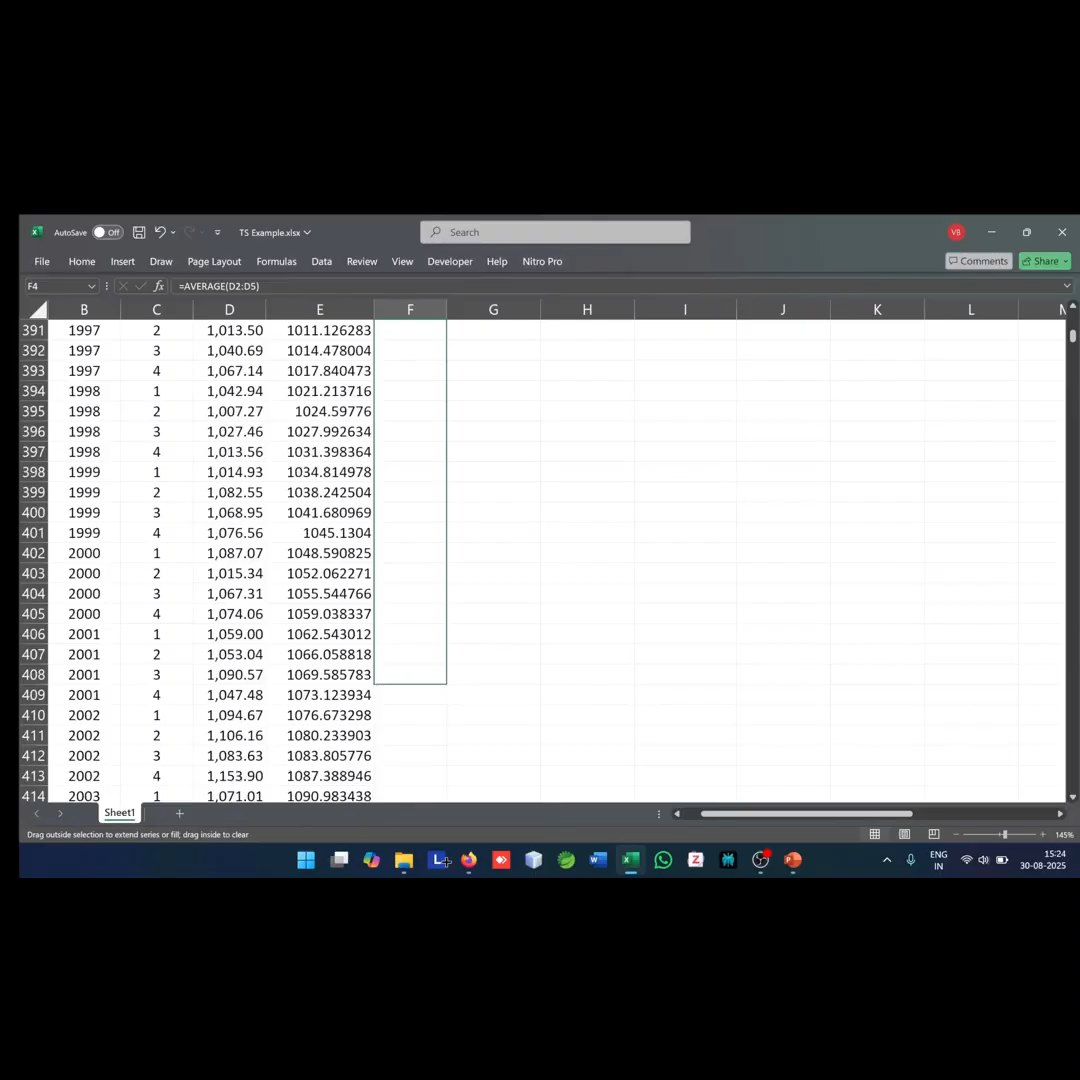 AutoSave Off TS Example.xlsx Search VB
File Home Insert Draw Page Layout Formulas Data Review View Developer Help Nitro Pro Comments Share
F4 fx =AVERAGE(D2:D5)
B C D E F G H I J K L M
391 1997 2 1,013.50 1011.126283
392 1997 3 1,040.69 1014.478004
393 1997 4 1,067.14 1017.840473
394 1998 1 1,042.94 1021.213716
395 1998 2 1,007.27 1024.59776
396 1998 3 1,027.46 1027.992634
397 1998 4 1,013.56 1031.398364
398 1999 1 1,014.93 1034.814978
399 1999 2 1,082.55 1038.242504
400 1999 3 1,068.95 1041.680969
401 1999 4 1,076.56 1045.1304
402 2000 1 1,087.07 1048.590825
403 2000 2 1,015.34 1052.062271
404 2000 3 1,067.31 1055.544766
405 2000 4 1,074.06 1059.038337
406 2001 1 1,059.00 1062.543012
407 2001 2 1,053.04 1066.058818
408 2001 3 1,090.57 1069.585783
409 2001 4 1,047.48 1073.123934
410 2002 1 1,094.67 1076.673298
411 2002 2 1,106.16 1080.233903
412 2002 3 1,083.63 1083.805776
413 2002 4 1,153.90 1087.388946
414 2003 1 1,071.01 1090.983438
Sheet1
Drag outside selection to extend series or fill; drag inside to clear 145%
ENG 15:24
IN 30-08-2025